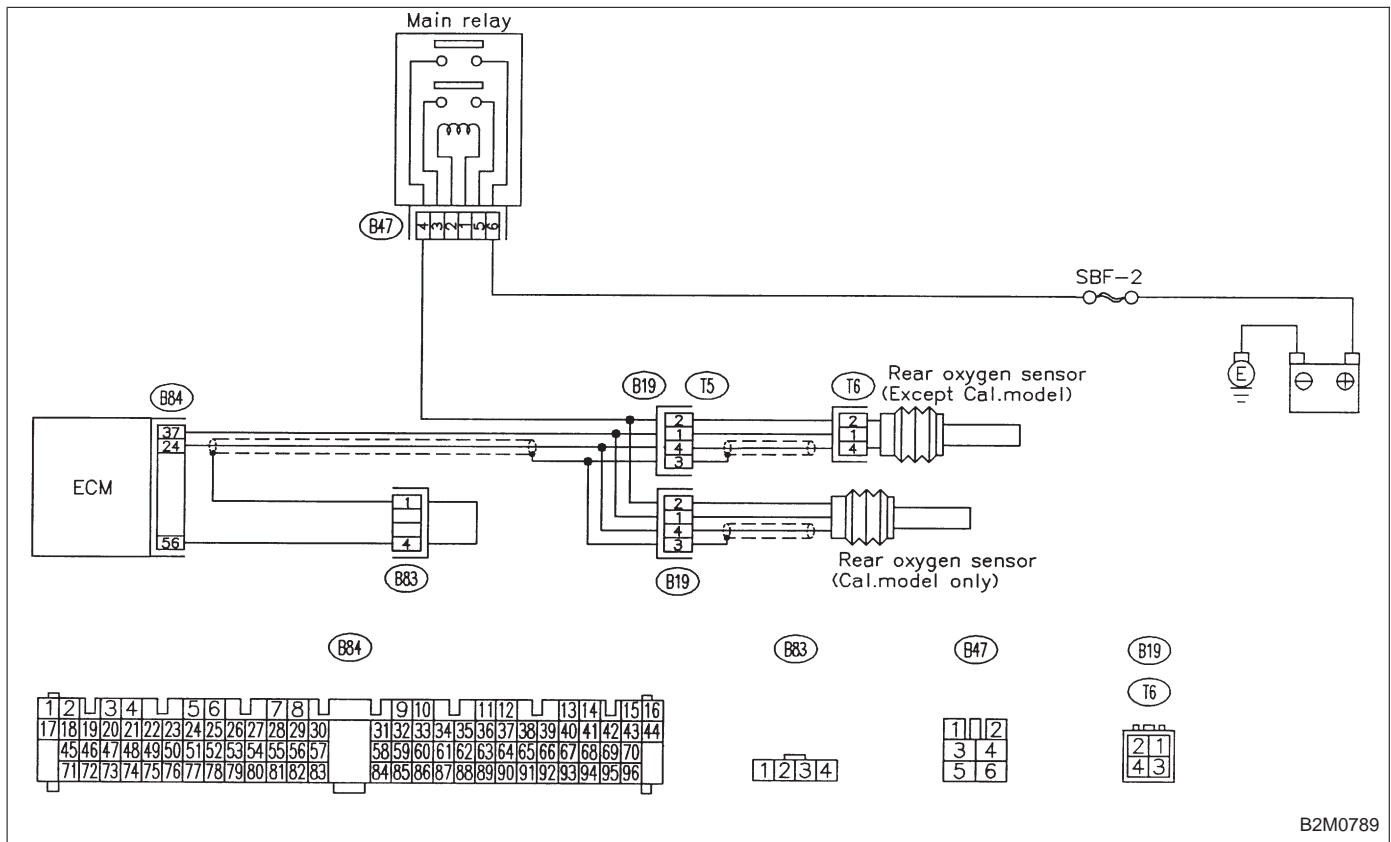 Main relay
B47
4 3 2 1 5 6
SBF-2
E
⊖ ⊕
B84
37
24
56
ECM
1
4
B83
B19 T5
2
1
4
3
T6
2
1
4
Rear oxygen sensor
(Except Cal.model)
2
1
4
3
B19
Rear oxygen sensor
(Cal.model only)
B84
1 2 3 4 5 6 7 8 9 10 11 12 13 14 15 16
17 18 19 20 21 22 23 24 25 26 27 28 29 30 31 32 33 34 35 36 37 38 39 40 41 42 43 44
45 46 47 48 49 50 51 52 53 54 55 56 57 58 59 60 61 62 63 64 65 66 67 68 69 70
71 72 73 74 75 76 77 78 79 80 81 82 83 84 85 86 87 88 89 90 91 92 93 94 95 96
B83
1 2 3 4
B47
1 2
3 4
5 6
B19
T6
2 1
4 3
B2M0789